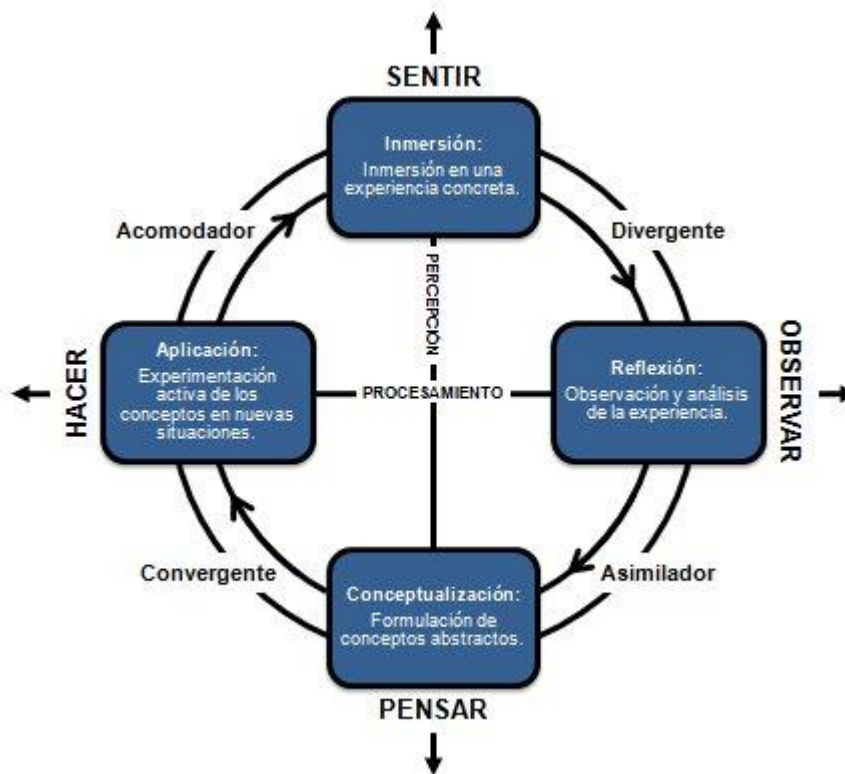 SENTIR
Inmersión:
Inmersión en una
experiencia concreta.
Acomodador
Divergente
PERCEPCIÓN
HACER
Aplicación:
Experimentación
activa de los
conceptos en nuevas
situaciones.
PROCESAMIENTO
Reflexión:
Observación y análisis
de la experiencia.
OBSERVAR
Convergente
Asimilador
Conceptualización:
Formulación de
conceptos abstractos.
PENSAR